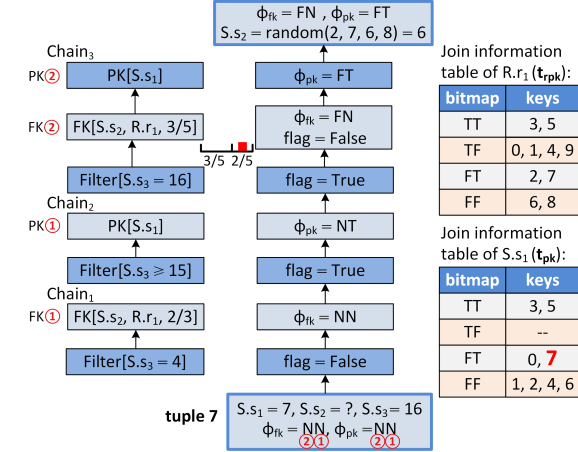 Chain₃
PK②
PK[S.s₁]
FK②
FK[S.s₂, R.r₁, 3/5]
Filter[S.s₃ = 16]
Chain₂
PK①
PK[S.s₁]
Filter[S.s₃ ⩾ 15]
Chain₁
FK①
FK[S.s₂, R.r₁, 2/3]
Filter[S.s₃ = 4]
ϕfk = FN , ϕpk = FT
S.s₂ = random(2, 7, 6, 8) = 6
ϕpk = FT
ϕfk = FN
flag = False
3/5 2/5
flag = True
ϕpk = NT
flag = True
ϕfk = NN
flag = False
tuple 7
S.s₁ = 7, S.s₂ = ?, S.s₃= 16
ϕfk = NN, ϕpk =NN
②① ②①
Join information
table of R.r₁ (trpk):
bitmap keys
TT 3, 5
TF 0, 1, 4, 9
FT 2, 7
FF 6, 8
Join information
table of S.s₁ (tpk):
bitmap keys
TT 3, 5
TF --
FT 0, 7
FF 1, 2, 4, 6